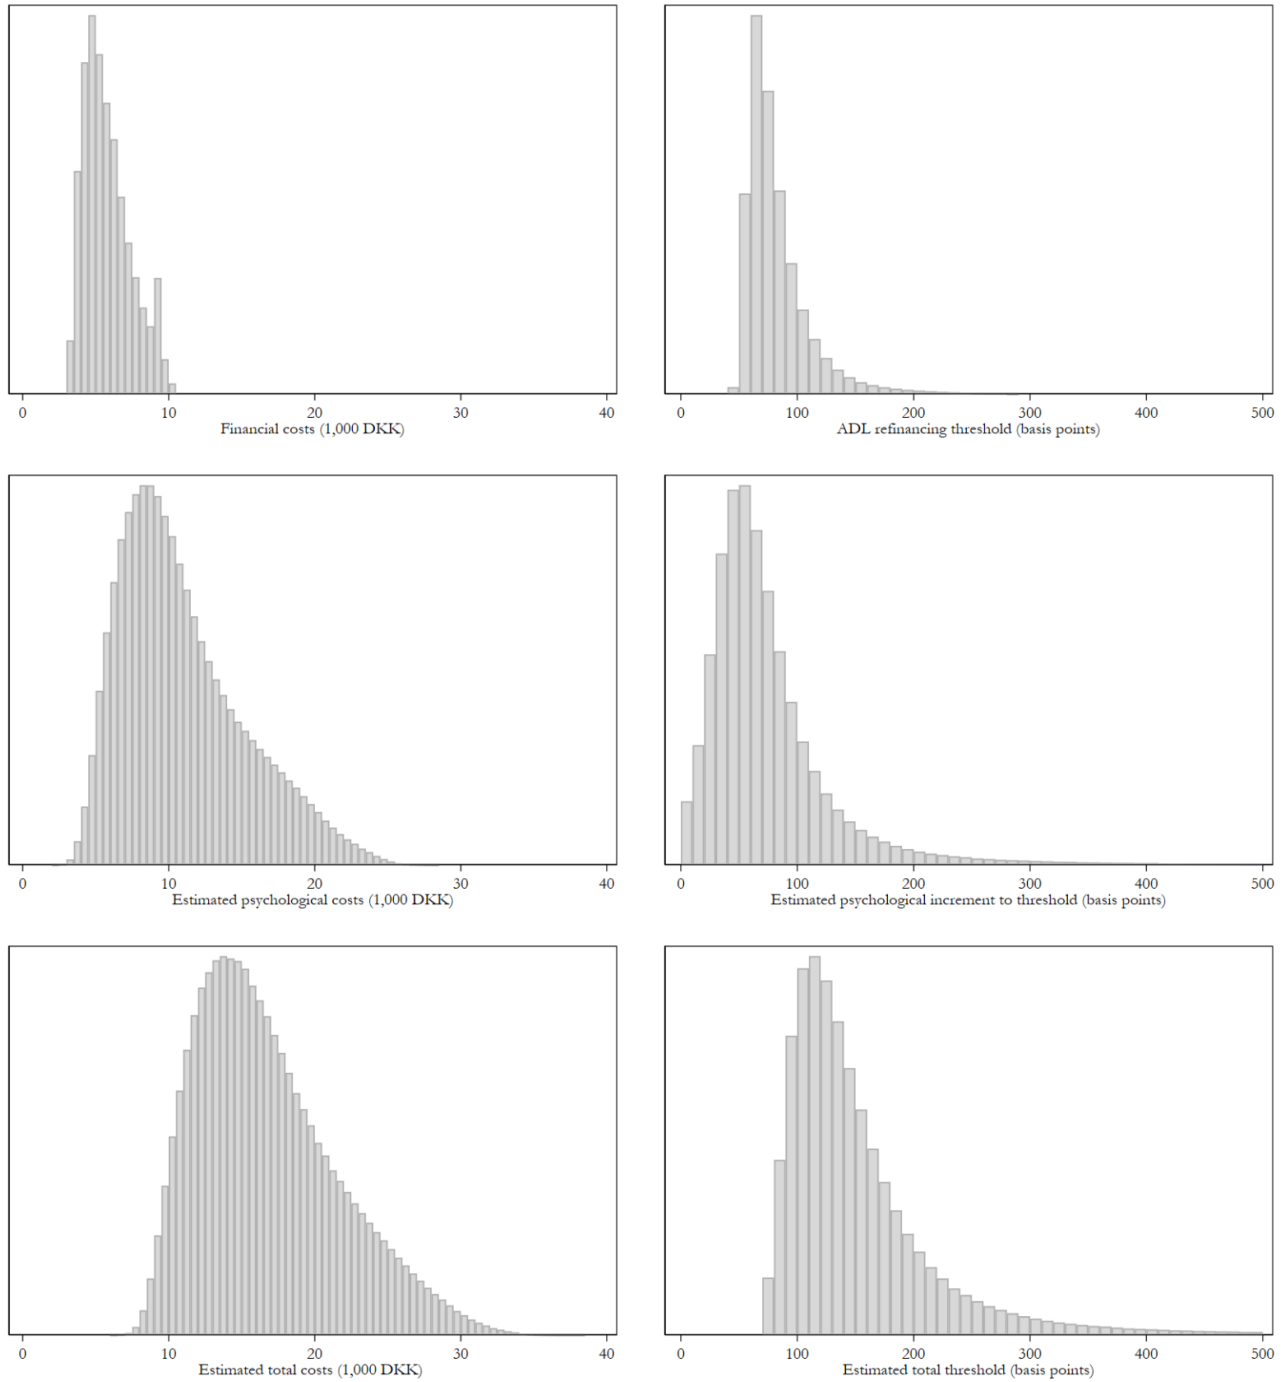 0 10 20 30 40
Financial costs (1,000 DKK)
0 100 200 300 400 500
ADL refinancing threshold (basis points)
0 10 20 30 40
Estimated psychological costs (1,000 DKK)
0 100 200 300 400 500
Estimated psychological increment to threshold (basis points)
0 10 20 30 40
Estimated total costs (1,000 DKK)
0 100 200 300 400 500
Estimated total threshold (basis points)